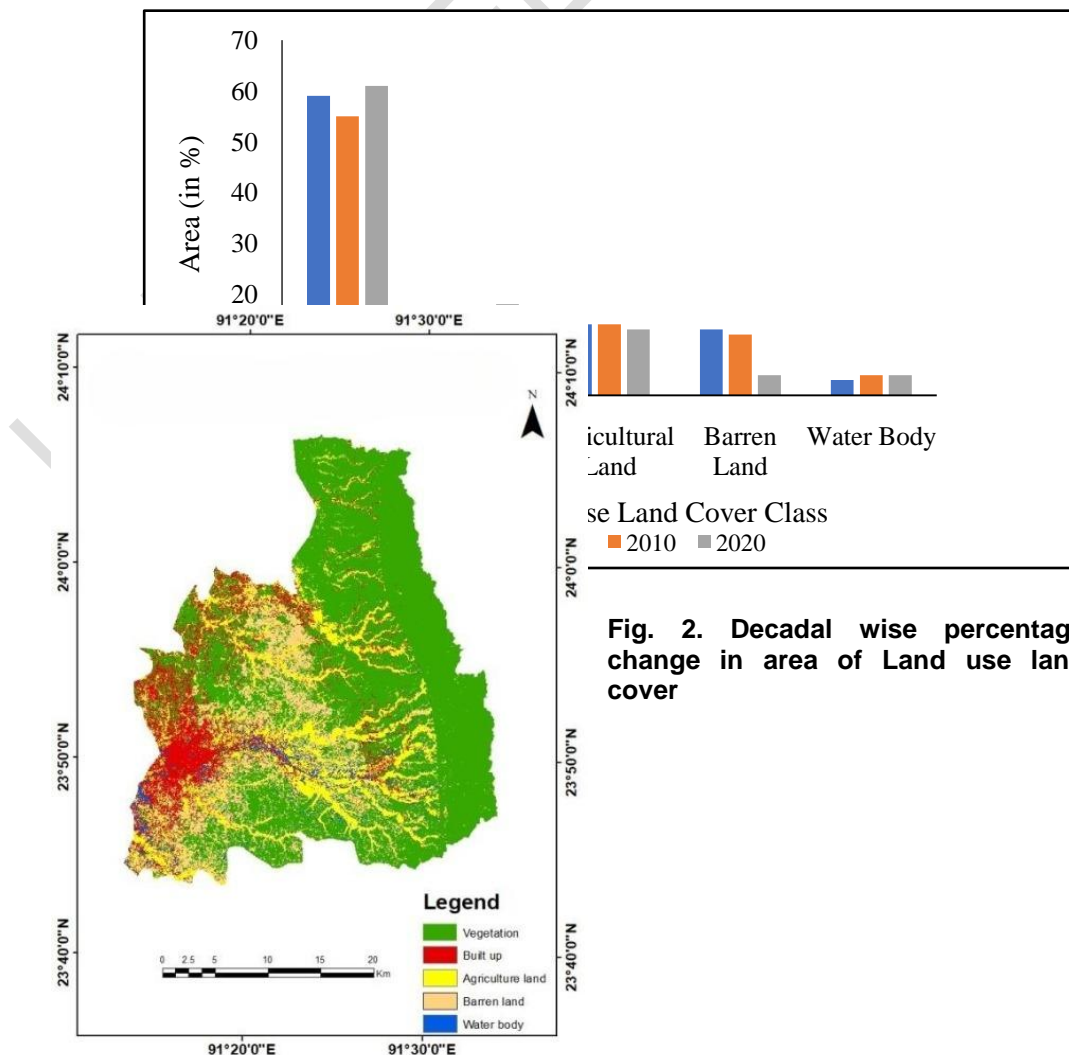 70
60
50
40
30
20
Area (in %)
icultural
Land
Barren
Land
Water Body
se Land Cover Class
2010
2020
91°20'0"E
91°30'0"E
24°10'0"N
24°0'0"N
23°50'0"N
23°40'0"N
24°10'0"N
24°0'0"N
23°50'0"N
23°40'0"N
N
Legend
Vegetation
Built up
Agriculture land
Barren land
Water body
0 2.5 5 10 15 20
Km
91°20'0"E
91°30'0"E
Fig. 2. Decadal wise percentag
change in area of Land use lan
cover